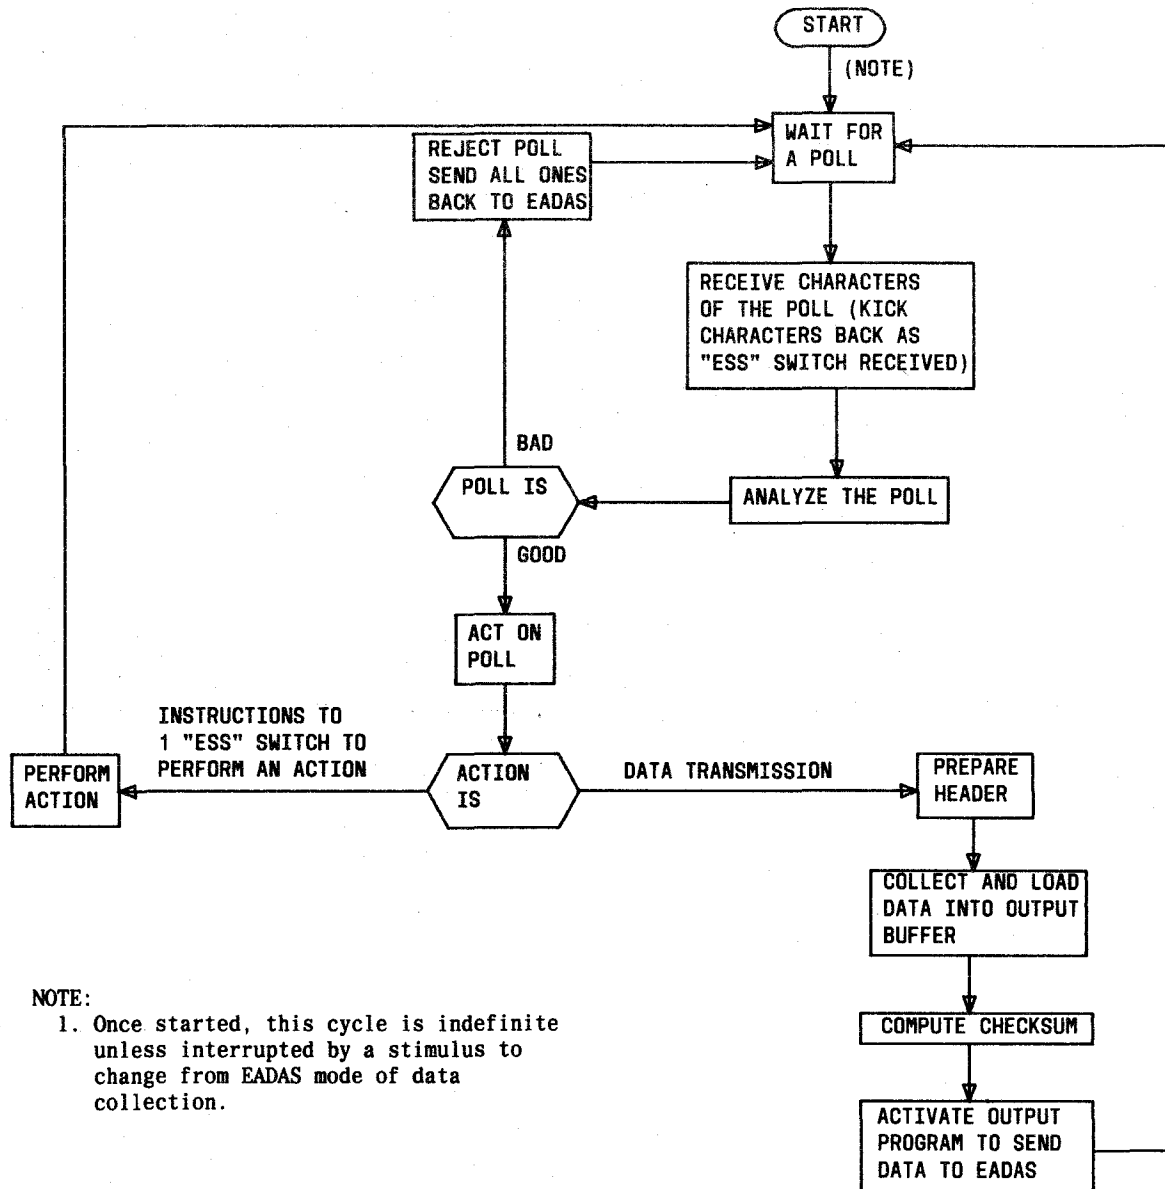 START
(NOTE)
WAIT FOR
A POLL
REJECT POLL
SEND ALL ONES
BACK TO EADAS
RECEIVE CHARACTERS
OF THE POLL (KICK
CHARACTERS BACK AS
"ESS" SWITCH RECEIVED)
BAD
POLL IS
ANALYZE THE POLL
GOOD
ACT ON
POLL
INSTRUCTIONS TO
1 "ESS" SWITCH TO
PERFORM AN ACTION
PERFORM
ACTION
ACTION
IS
DATA TRANSMISSION
PREPARE
HEADER
COLLECT AND LOAD
DATA INTO OUTPUT
BUFFER
COMPUTE CHECKSUM
ACTIVATE OUTPUT
PROGRAM TO SEND
DATA TO EADAS
NOTE:
1. Once started, this cycle is indefinite
unless interrupted by a stimulus to
change from EADAS mode of data
collection.